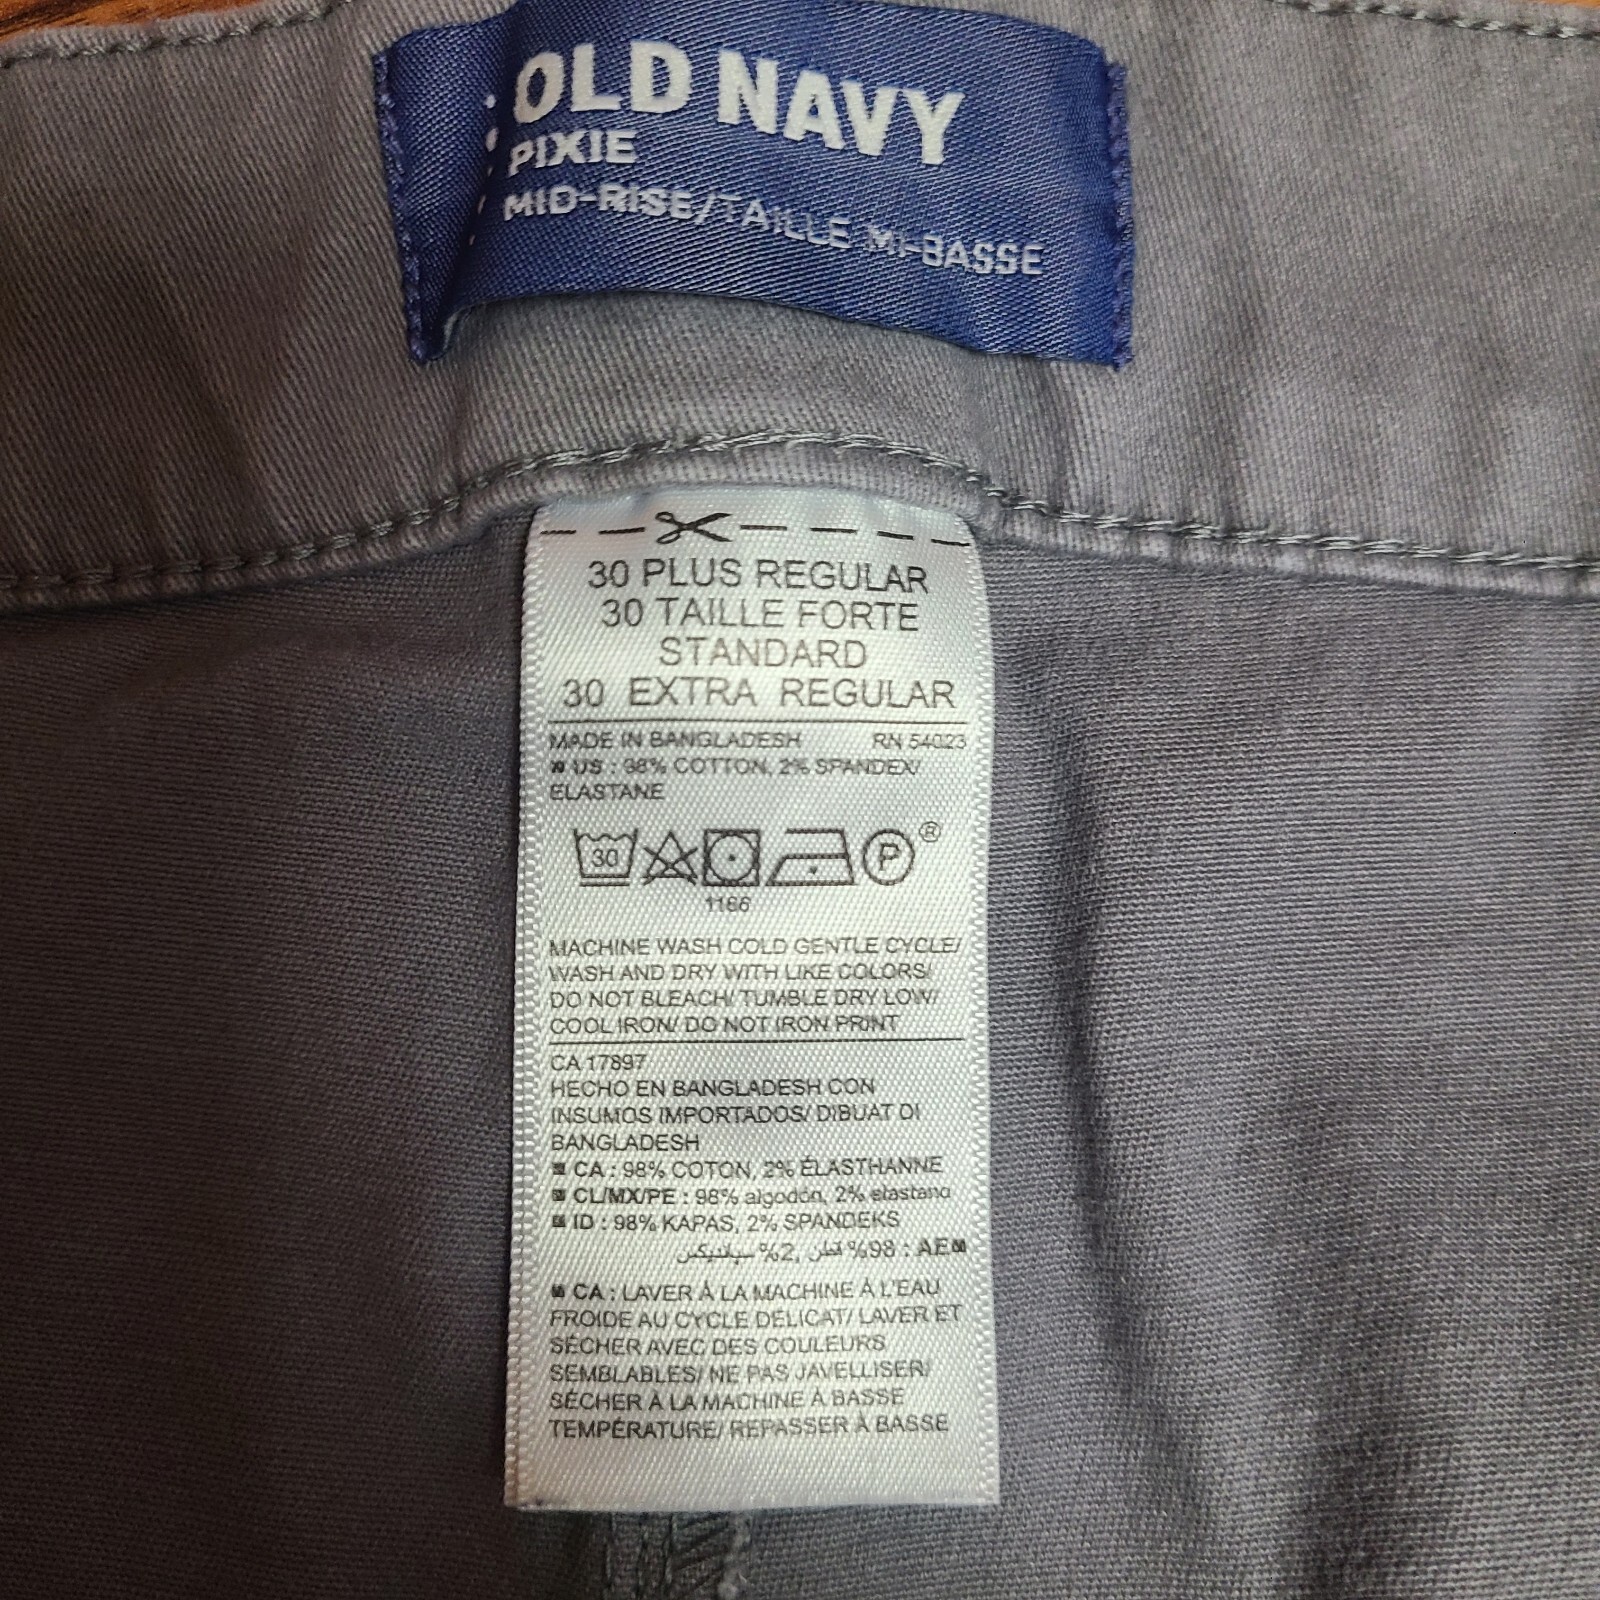 OLD NAVY
PIXIE
MID-RISE/TAILLE MI-BASSE
30 PLUS REGULAR
30 TAILLE FORTE
STANDARD
30 EXTRA REGULAR
MADE IN BANGLADESH RN 54023
US : 98% COTTON, 2% SPANDEX/
ELASTANE
30 P ®
1166
MACHINE WASH COLD GENTLE CYCLE/
WASH AND DRY WITH LIKE COLORS/
DO NOT BLEACH/ TUMBLE DRY LOW/
COOL IRON/ DO NOT IRON PRINT
CA 17897
HECHO EN BANGLADESH CON
INSUMOS IMPORTADOS/ DIBUAT DI
BANGLADESH
CA : 98% COTON, 2% ÉLASTHANNE
CL/MX/PE : 98% algodón, 2% elastano
ID : 98% KAPAS, 2% SPANDEKS
AE : 98% قطن, 2% سباندیکس
CA : LAVER À LA MACHINE À L'EAU
FROIDE AU CYCLE DÉLICAT/ LAVER ET
SÉCHER AVEC DES COULEURS
SEMBLABLES/ NE PAS JAVELLISER/
SÉCHER À LA MACHINE À BASSE
TEMPÉRATURE/ REPASSER À BASSE